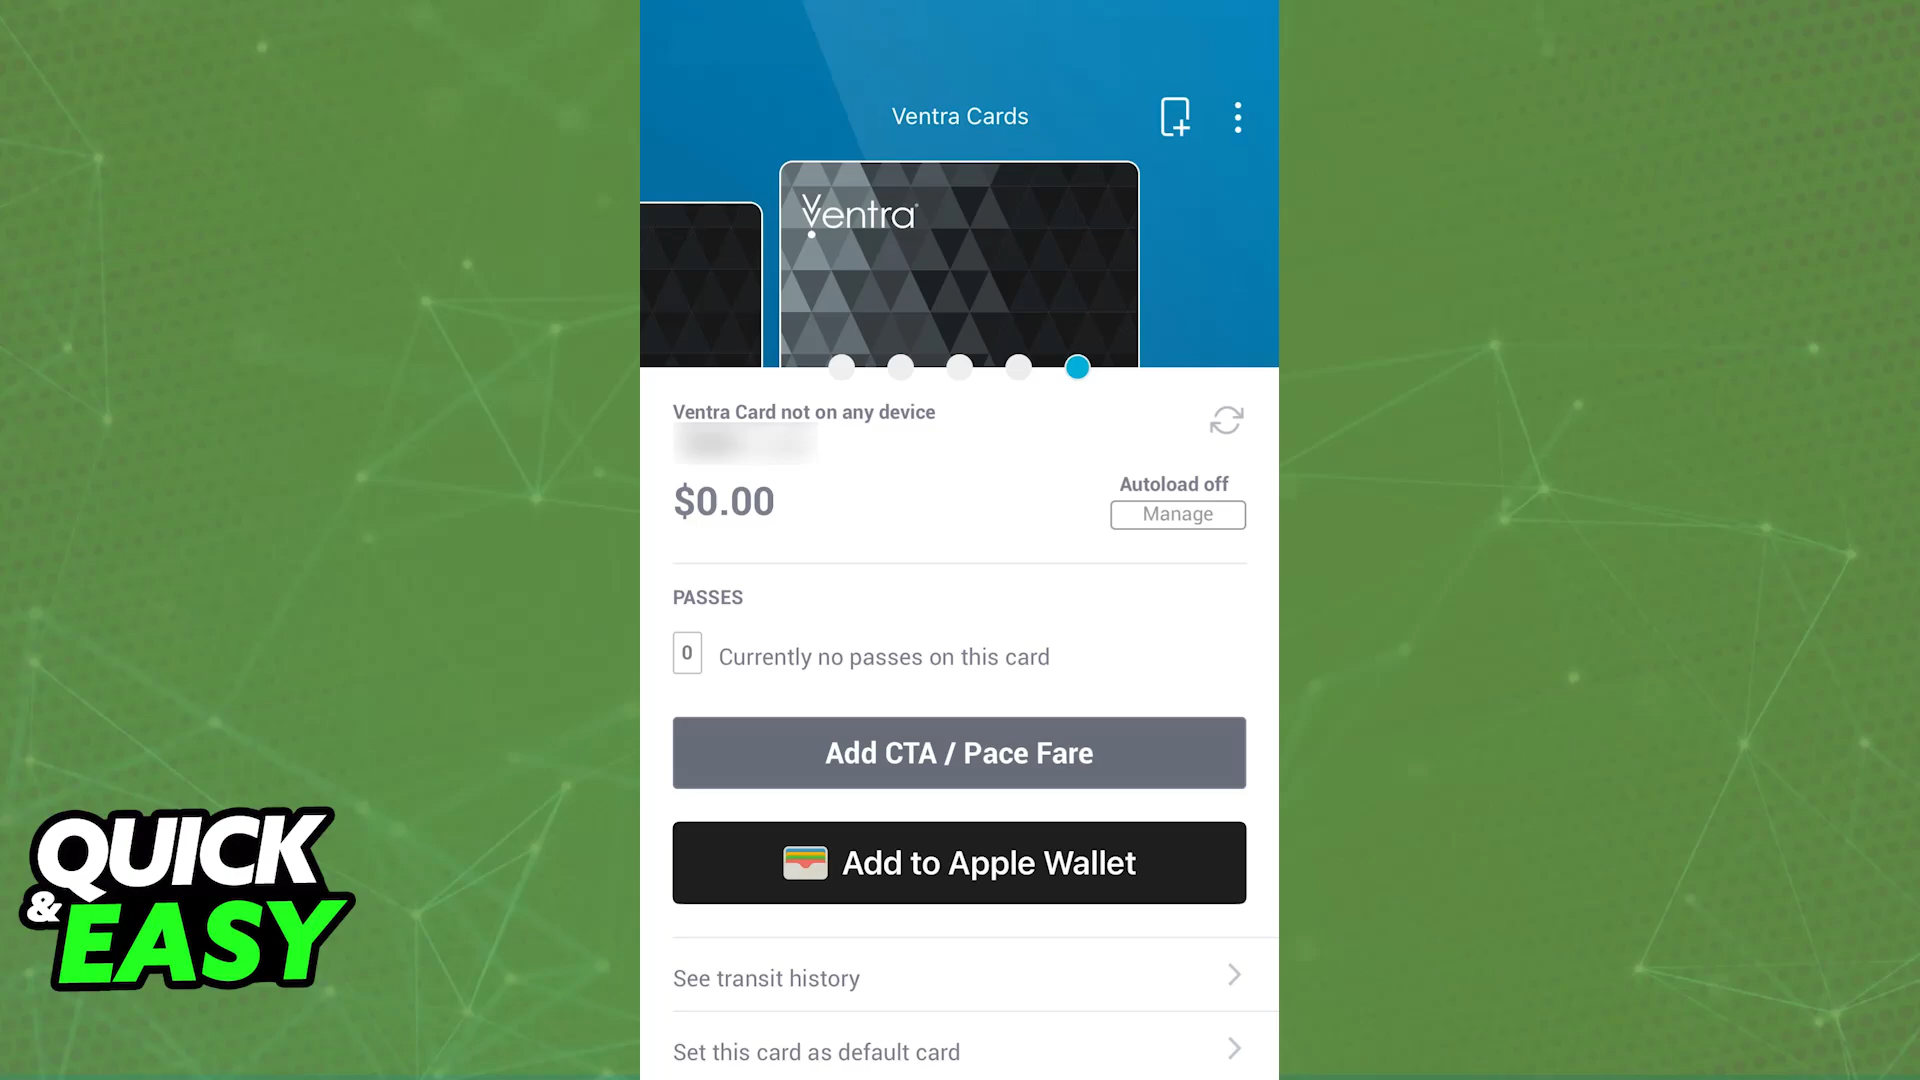 Ventra Cards
Ventra
Ventra Card not on any device
$0.00
Autoload off
Manage
PASSES
0 Currently no passes on this card
Add CTA / Pace Fare
Add to Apple Wallet
See transit history
Set this card as default card
QUICK
& EASY